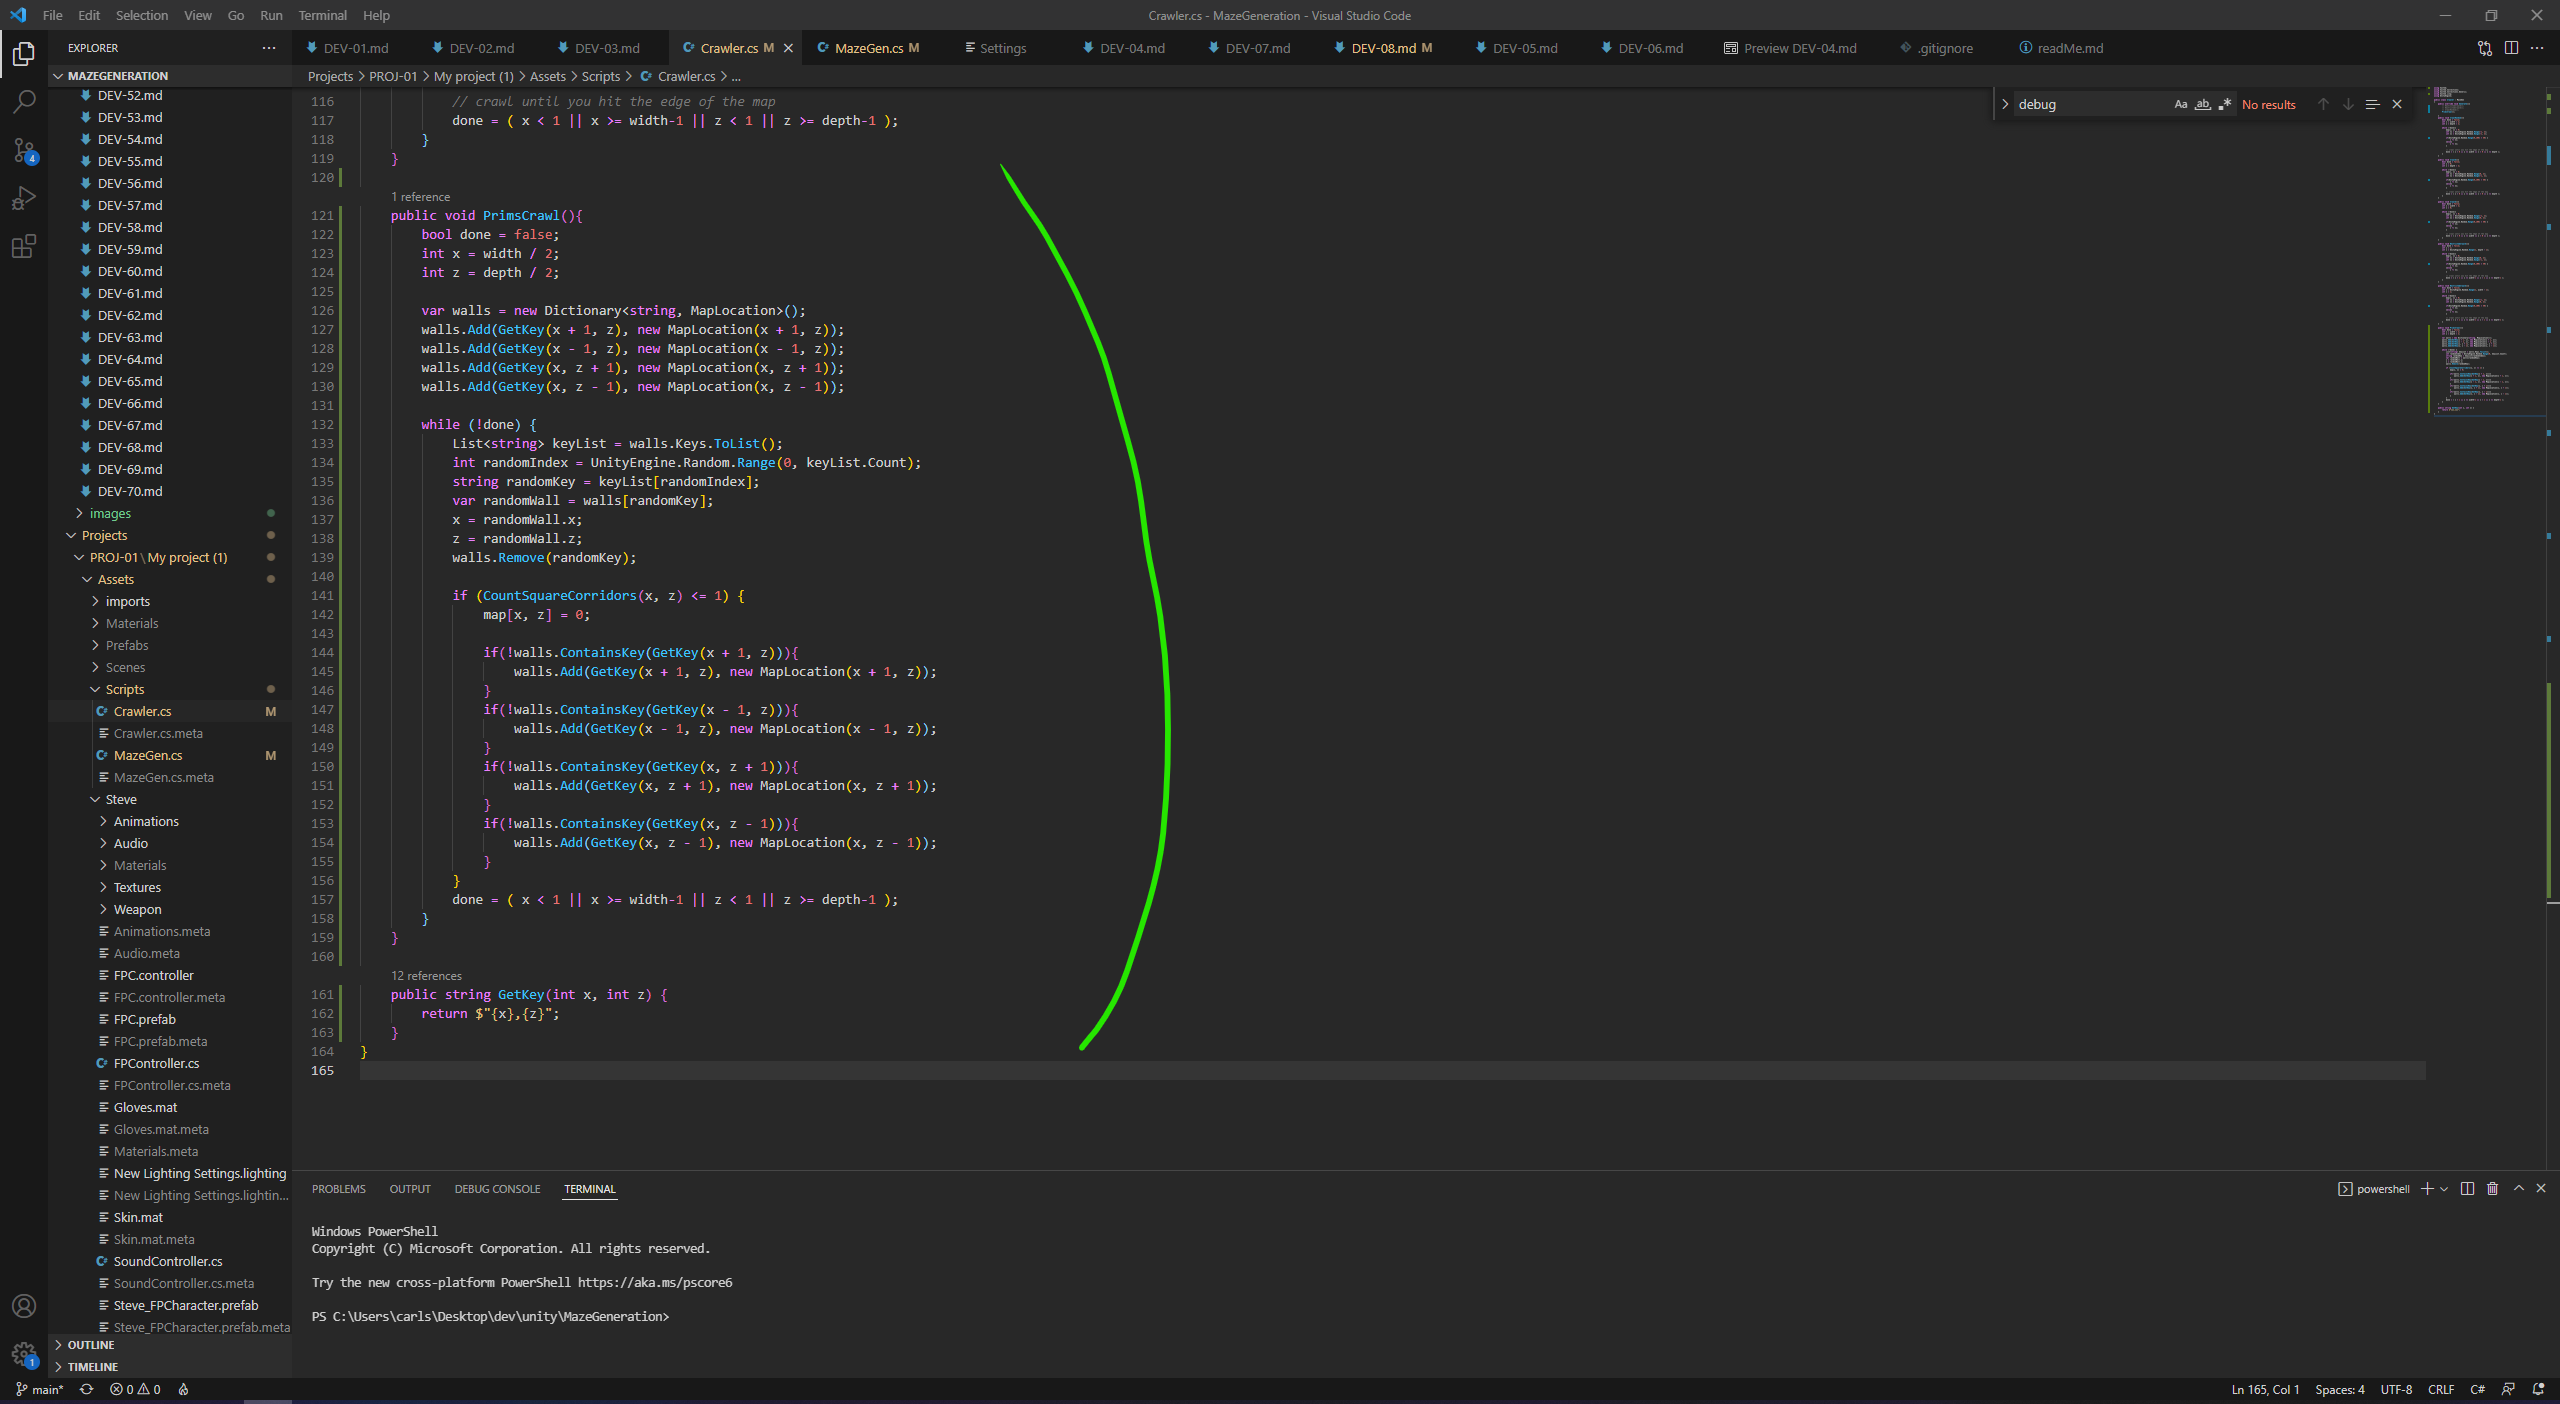 File Edit Selection View Go Run Terminal Help Crawler.cs - MazeGeneration - Visual Studio Code
EXPLORER
DEV-01.md DEV-02.md DEV-03.md Crawler.cs M MazeGen.cs M Settings DEV-04.md DEV-07.md DEV-08.md M DEV-05.md DEV-06.md Preview DEV-04.md .gitignore readMe.md
MAZEGENERATION
Projects > PROJ-01 > My project (1) > Assets > Scripts > Crawler.cs > ...
debug Aa ab .* No results
DEV-52.md
DEV-53.md
DEV-54.md
DEV-55.md
DEV-56.md
DEV-57.md
DEV-58.md
DEV-59.md
DEV-60.md
DEV-61.md
DEV-62.md
DEV-63.md
DEV-64.md
DEV-65.md
DEV-66.md
DEV-67.md
DEV-68.md
DEV-69.md
DEV-70.md
images
Projects
PROJ-01 \ My project (1)
Assets
imports
Materials
Prefabs
Scenes
Scripts
Crawler.cs M
Crawler.cs.meta
MazeGen.cs M
MazeGen.cs.meta
Steve
Animations
Audio
Materials
Textures
Weapon
Animations.meta
Audio.meta
FPC.controller
FPC.controller.meta
FPC.prefab
FPC.prefab.meta
FPController.cs
FPController.cs.meta
Gloves.mat
Gloves.mat.meta
Materials.meta
New Lighting Settings.lighting
New Lighting Settings.lightin...
Skin.mat
Skin.mat.meta
SoundController.cs
SoundController.cs.meta
Steve_FPCharacter.prefab
Steve_FPCharacter.prefab.meta
OUTLINE
TIMELINE
4
1
116 // crawl until you hit the edge of the map
117 done = ( x < 1 || x >= width-1 || z < 1 || z >= depth-1 );
118 }
119 }
120
1 reference
121 public void PrimsCrawl(){
122 bool done = false;
123 int x = width / 2;
124 int z = depth / 2;
125
126 var walls = new Dictionary<string, MapLocation>();
127 walls.Add(GetKey(x + 1, z), new MapLocation(x + 1, z));
128 walls.Add(GetKey(x - 1, z), new MapLocation(x - 1, z));
129 walls.Add(GetKey(x, z + 1), new MapLocation(x, z + 1));
130 walls.Add(GetKey(x, z - 1), new MapLocation(x, z - 1));
131
132 while (!done) {
133 List<string> keyList = walls.Keys.ToList();
134 int randomIndex = UnityEngine.Random.Range(0, keyList.Count);
135 string randomKey = keyList[randomIndex];
136 var randomWall = walls[randomKey];
137 x = randomWall.x;
138 z = randomWall.z;
139 walls.Remove(randomKey);
140
141 if (CountSquareCorridors(x, z) <= 1) {
142 map[x, z] = 0;
143
144 if(!walls.ContainsKey(GetKey(x + 1, z))){
145 walls.Add(GetKey(x + 1, z), new MapLocation(x + 1, z));
146 }
147 if(!walls.ContainsKey(GetKey(x - 1, z))){
148 walls.Add(GetKey(x - 1, z), new MapLocation(x - 1, z));
149 }
150 if(!walls.ContainsKey(GetKey(x, z + 1))){
151 walls.Add(GetKey(x, z + 1), new MapLocation(x, z + 1));
152 }
153 if(!walls.ContainsKey(GetKey(x, z - 1))){
154 walls.Add(GetKey(x, z - 1), new MapLocation(x, z - 1));
155 }
156 }
157 done = ( x < 1 || x >= width-1 || z < 1 || z >= depth-1 );
158 }
159 }
160
12 references
161 public string GetKey(int x, int z) {
162 return $"{x},{z}";
163 }
164 }
165
PROBLEMS OUTPUT DEBUG CONSOLE TERMINAL powershell
Windows PowerShell
Copyright (C) Microsoft Corporation. All rights reserved.
Try the new cross-platform PowerShell https://aka.ms/pscore6
PS C:\Users\carls\Desktop\dev\unity\MazeGeneration>
main* 0 0 Ln 165, Col 1 Spaces: 4 UTF-8 CRLF C#